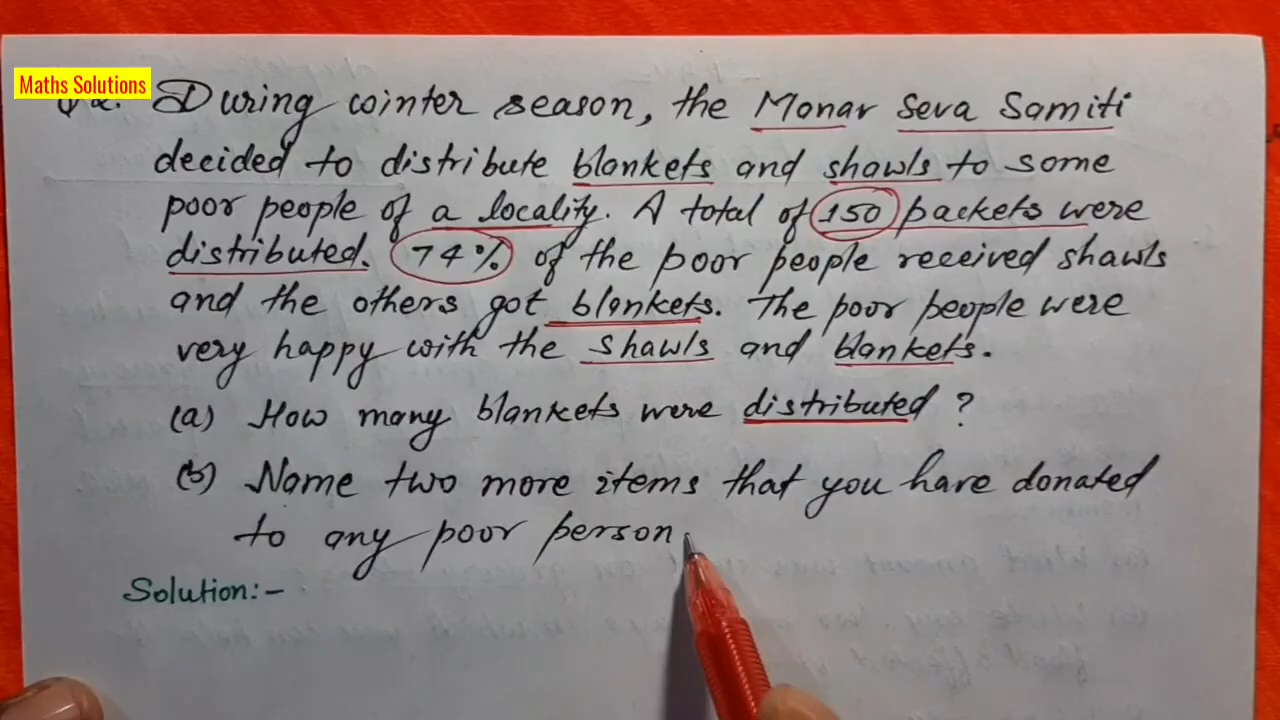 Maths Solutions
During winter season, the Monar Seva Samiti
decided to distribute blankets and shawls to some
poor people of a locality. A total of 150 packets were
distributed. 74% of the poor people received shawls
and the others got blankets. The poor people were
very happy with the shawls and blankets.
(a) How many blankets were distributed ?
(b) Name two more items that you have donated
to any poor person
Solution:-